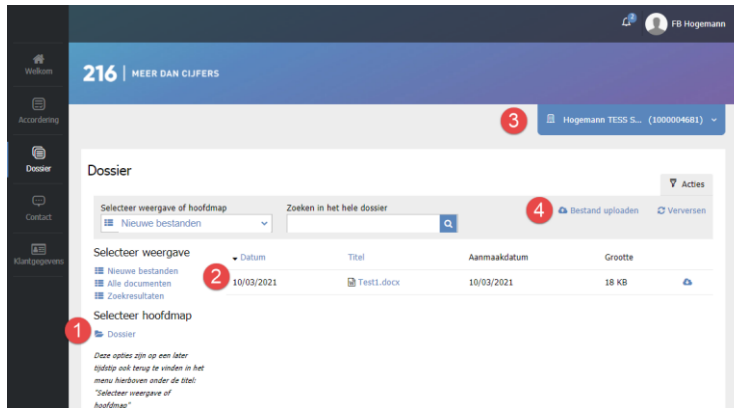 2
FB Hogemann
Welkom
216 | MEER DAN CIJFERS
Accordering
3
Hogemann TESS S... (1000004681)
Dossier
Dossier
Acties
Selecteer weergave of hoofdmap
Zoeken in het hele dossier
Nieuwe bestanden
4
Bestand uploaden
Verversen
Contact
Selecteer weergave
Datum
Titel
Aanmaakdatum
Grootte
Klantgegevens
Nieuwe bestanden
2
10/03/2021
Test1.docx
10/03/2021
18 KB
Alle documenten
Zoekresultaten
Selecteer hoofdmap
1
Dossier
Deze opties zijn op een later
tijdstip ook terug te vinden in het
menu hierboven onder de titel:
"Selecteer weergave of
hoofdmap"